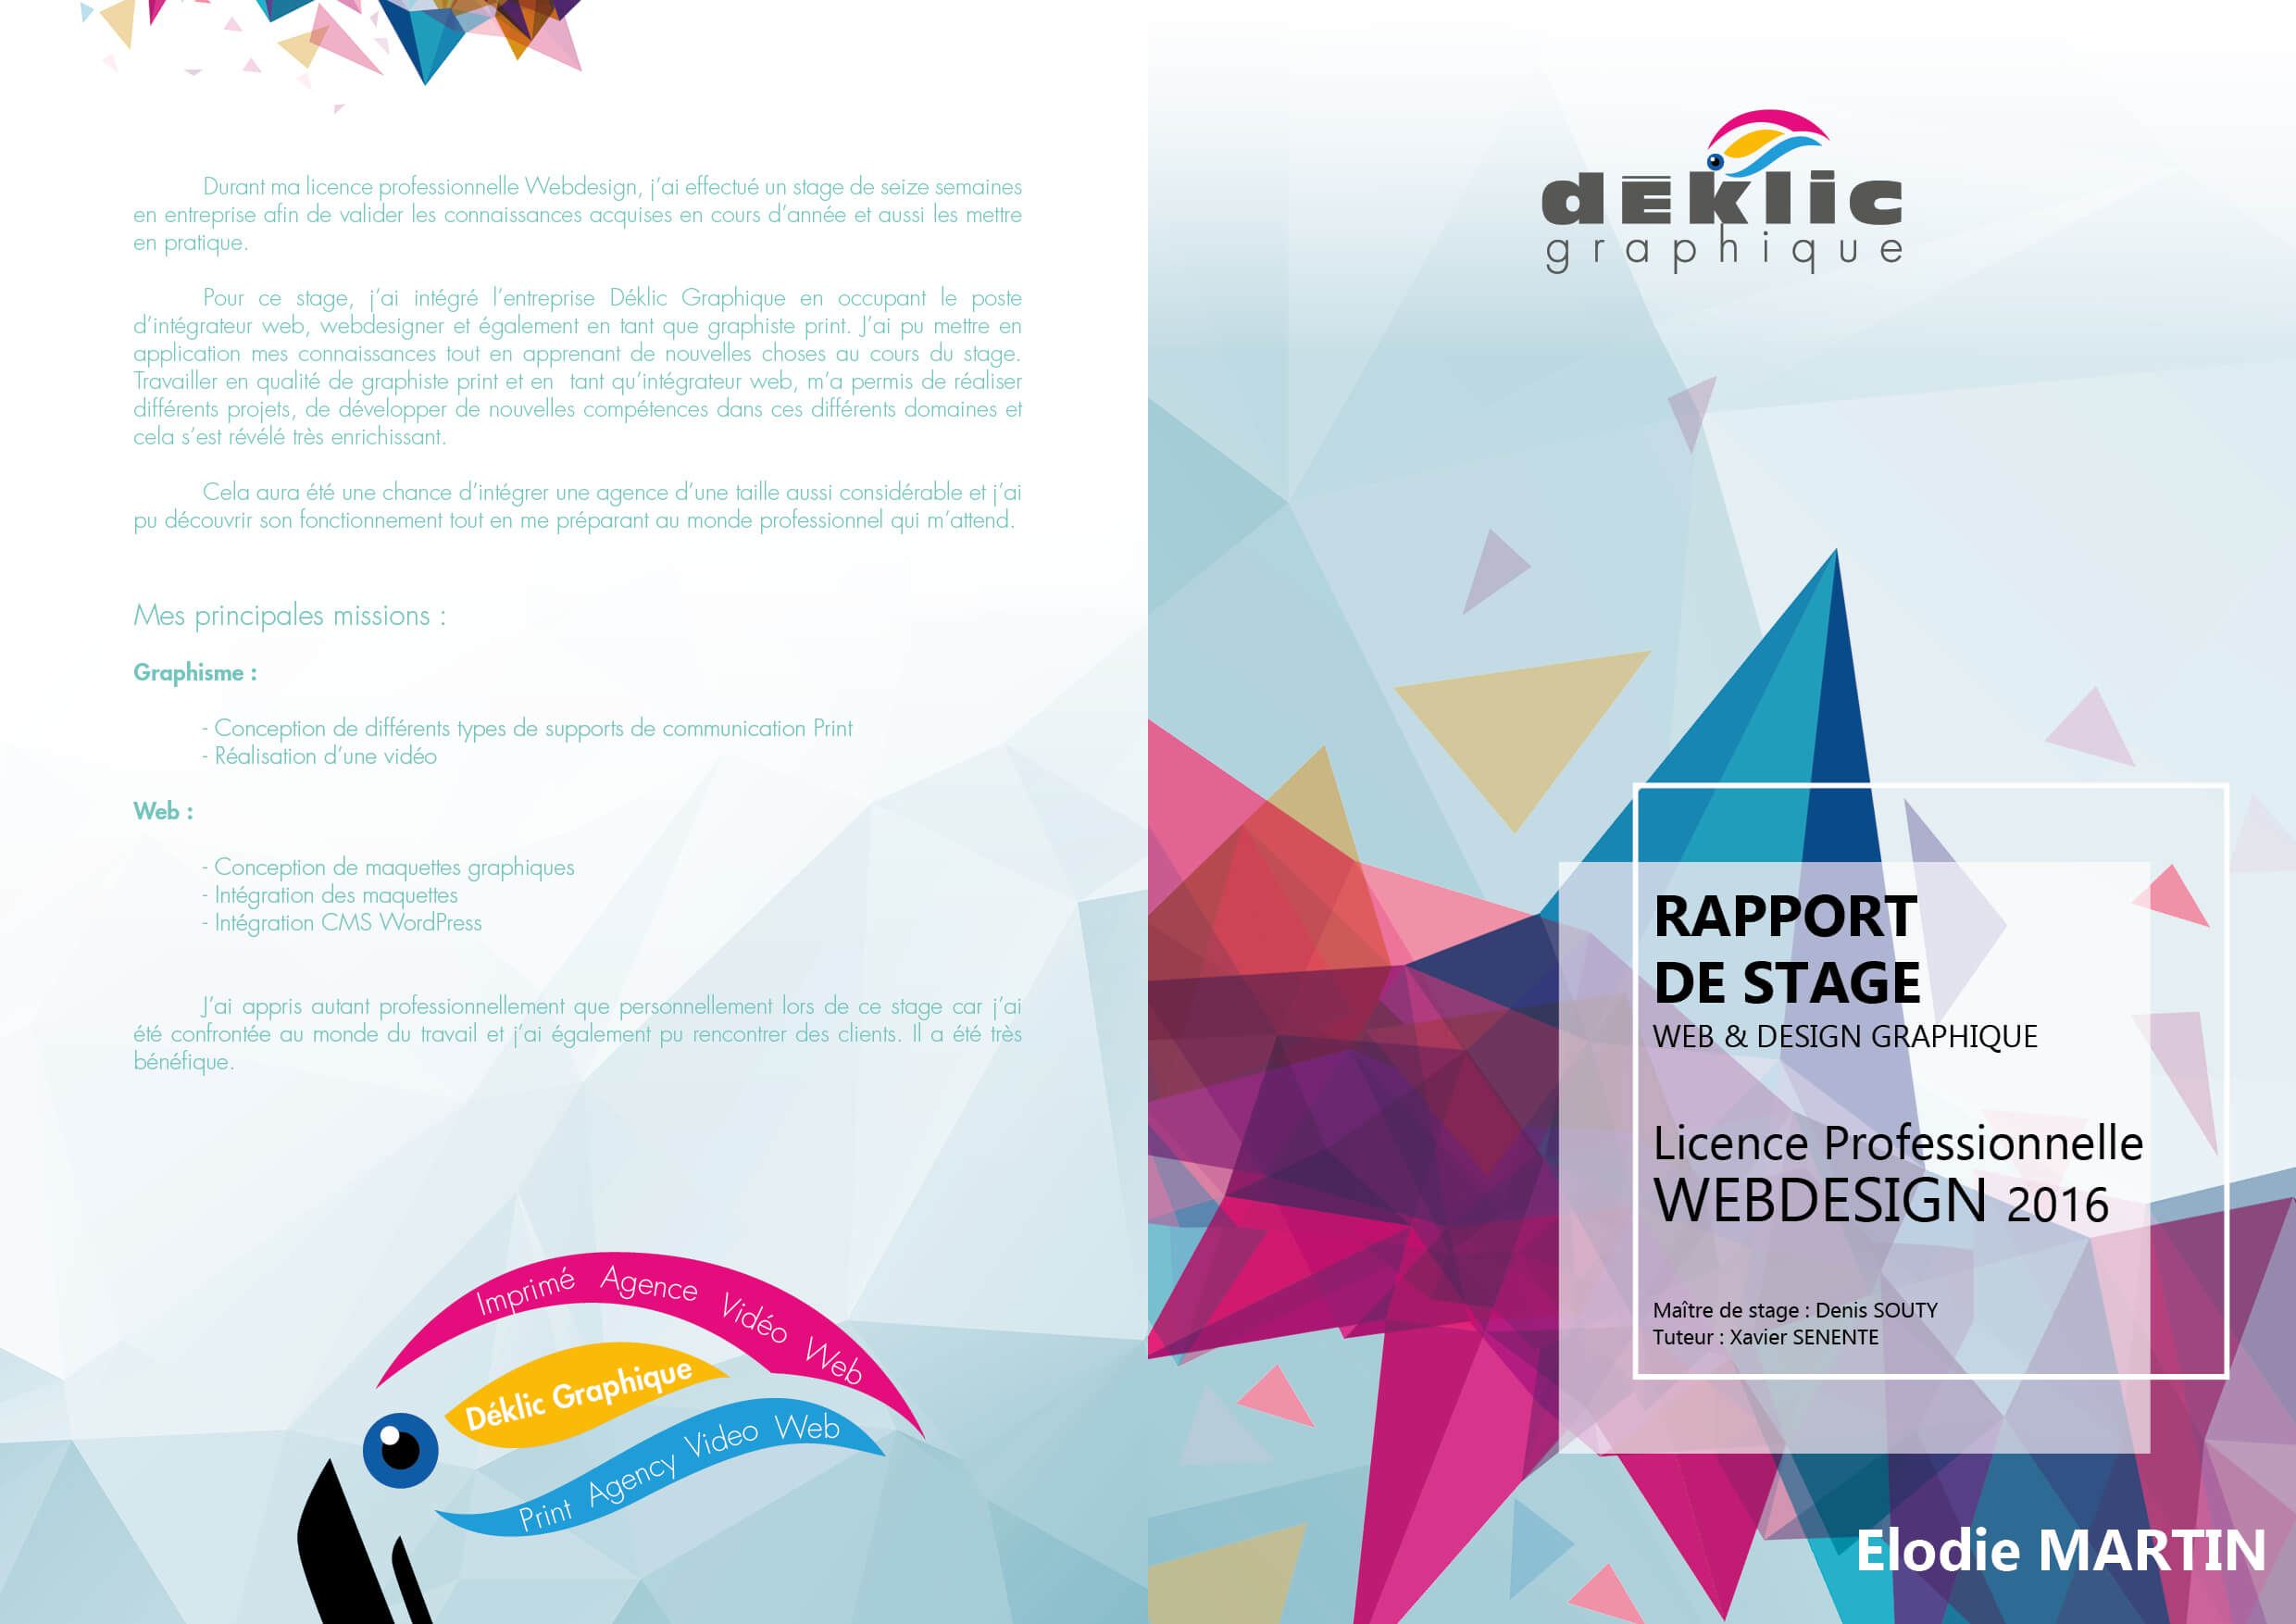 Durant ma licence professionnelle Webdesign, j’ai effectué un stage de seize semaines
en entreprise afin de valider les connaissances acquises en cours d’année et aussi les mettre
en pratique.
Pour ce stage, j’ai intégré l’entreprise Déklic Graphique en occupant le poste
d’intégrateur web, webdesigner et également en tant que graphiste print. J’ai pu mettre en
application mes connaissances tout en apprenant de nouvelles choses au cours du stage.
Travailler en qualité de graphiste print et en tant qu’intégrateur web, m’a permis de réaliser
différents projets, de développer de nouvelles compétences dans ces différents domaines et
cela s’est révélé très enrichissant.
Cela aura été une chance d’intégrer une agence d’une taille aussi considérable et j’ai
pu découvrir son fonctionnement tout en me préparant au monde professionnel qui m’attend.
Mes principales missions :
Graphisme :
- Conception de différents types de supports de communication Print
- Réalisation d’une vidéo
Web :
- Conception de maquettes graphiques
- Intégration des maquettes
- Intégration CMS WordPress
J’ai appris autant professionnellement que personnellement lors de ce stage car j’ai
été confrontée au monde du travail et j’ai également pu rencontrer des clients. Il a été très
bénéfique.
Imprimé Agence Vidéo Web
Déklic Graphique
Print Agency Video Web
dēklic
graphique
RAPPORT
DE STAGE
WEB & DESIGN GRAPHIQUE
Licence Professionnelle
WEBDESIGN 2016
Maître de stage : Denis SOUTY
Tuteur : Xavier SENENTE
Elodie MARTIN